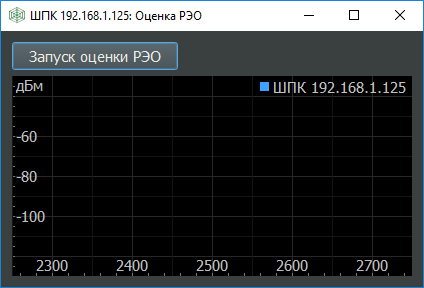 ШПК 192.168.1.125: Оценка РЭО
Запуск оценки РЭО
дБм
ШПК 192.168.1.125
-60
-80
-100
2300 2400 2500 2600 2700